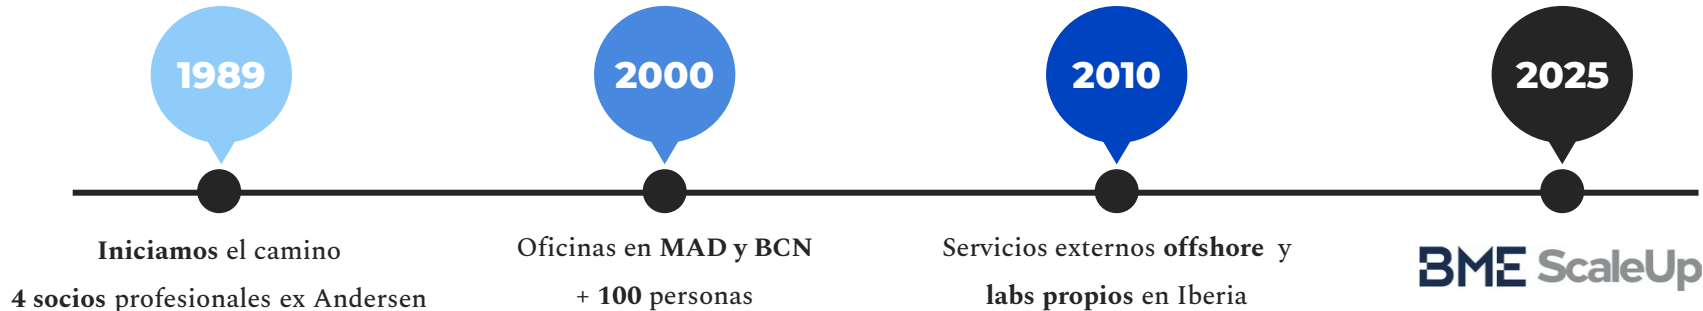 1989
2000
2010
2025
Iniciamos el camino
4 socios profesionales ex Andersen
Oficinas en MAD y BCN
+ 100 personas
Servicios externos offshore y
labs propios en Iberia
BME ScaleUp